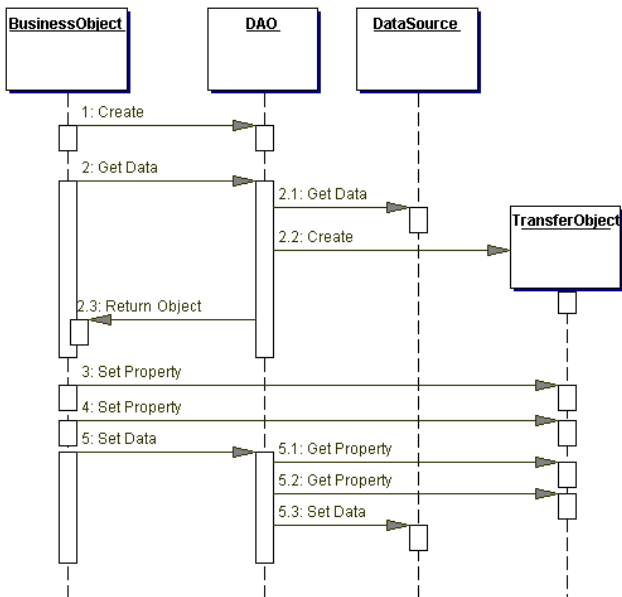 BusinessObject
DAO
DataSource
1: Create
2: Get Data
2.1: Get Data
TransferObject
2.2: Create
2.3: Return Object
3: Set Property
4: Set Property
5: Set Data
5.1: Get Property
5.2: Get Property
5.3: Set Data